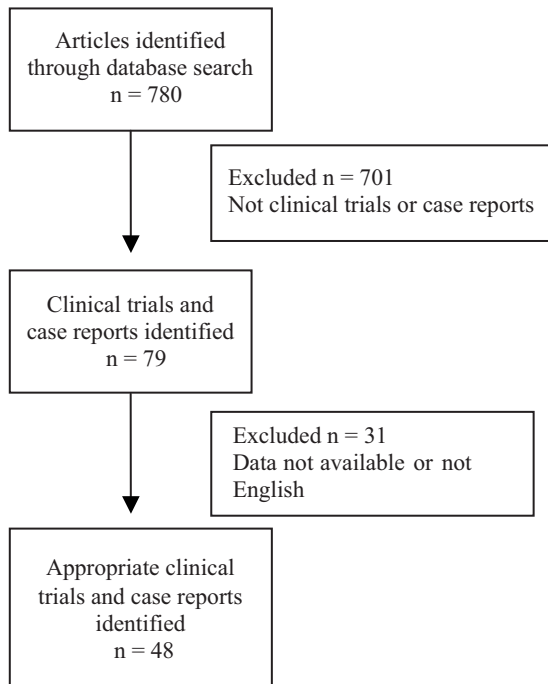 Articles identified
through database search
n = 780
Excluded n = 701
Not clinical trials or case reports
Clinical trials and
case reports identified
n = 79
Excluded n = 31
Data not available or not
English
Appropriate clinical
trials and case reports
identified
n = 48